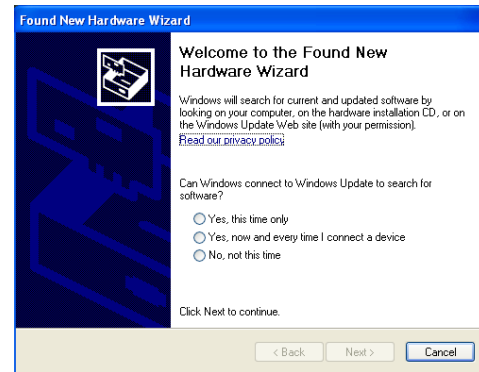 Found New Hardware Wizard
Welcome to the Found New
Hardware Wizard
Windows will search for current and updated software by
looking on your computer, on the hardware installation CD, or on
the Windows Update Web site (with your permission).
Read our privacy policy
Can Windows connect to Windows Update to search for
software?
Yes, this time only
Yes, now and every time I connect a device
No, not this time
Click Next to continue.
< Back Next > Cancel